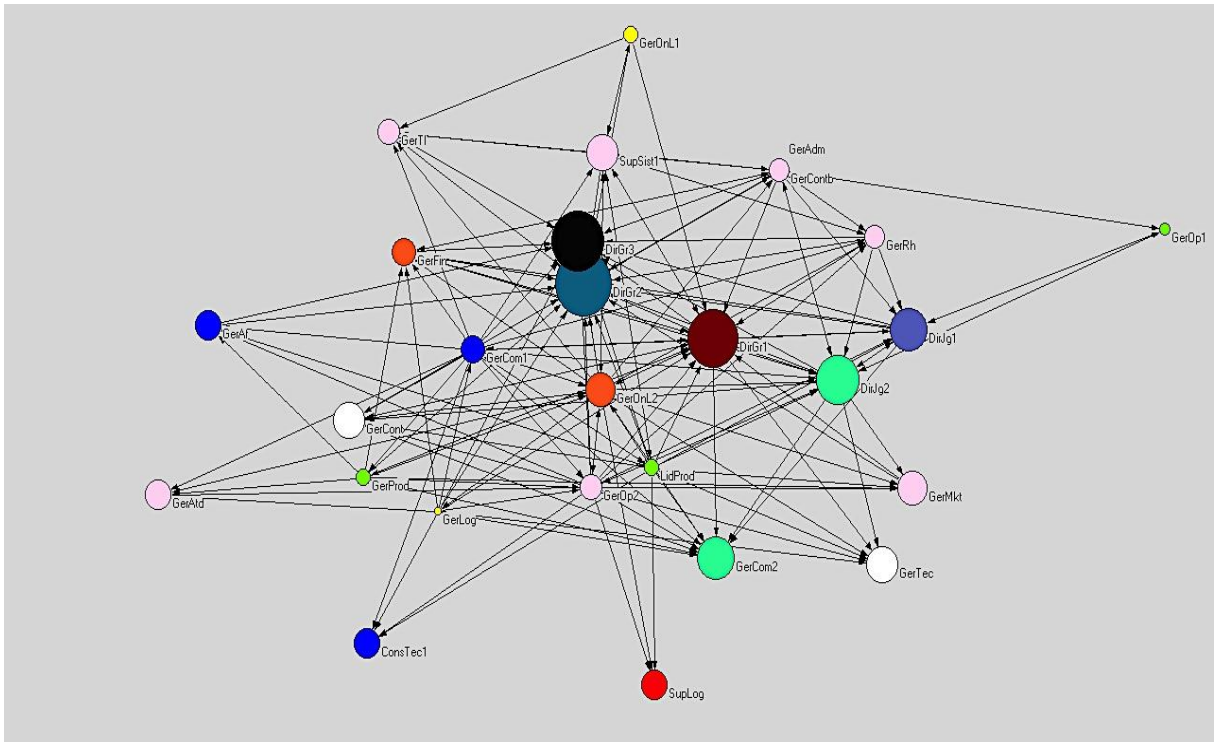 GerOnL1
GerTI
GerAdm
SupSist1
GerContb
GerOp1
GerFin
DirGr3
GerRh
DirGr2
GerAr
DirGr1
DirJg1
GerCom1
DirJg2
GerOnL2
GerCont
GerProd
LidProd
GerAtd
GerOp2
GerMkt
GerLog
GerCom2
GerTec
ConsTec1
SupLog